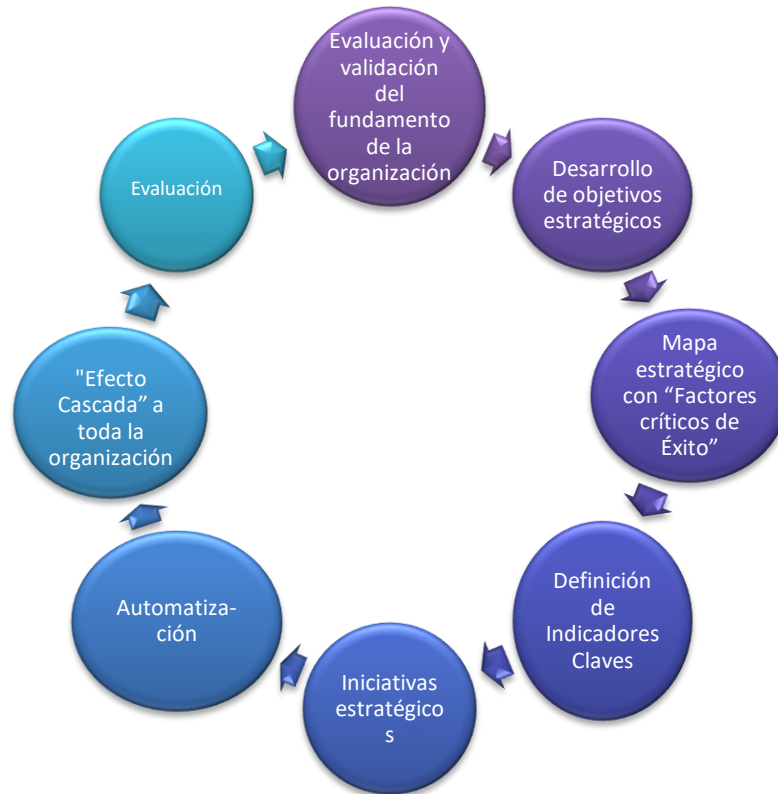 Evaluación y
validación
del
fundamento
de la
organización
Desarrollo
de objetivos
estratégicos
Mapa
estratégico
con “Factores
críticos de
Éxito”
Definición
de
Indicadores
Claves
Iniciativas
estratégico
s
Automatiza-
ción
"Efecto
Cascada” a
toda la
organización
Evaluación